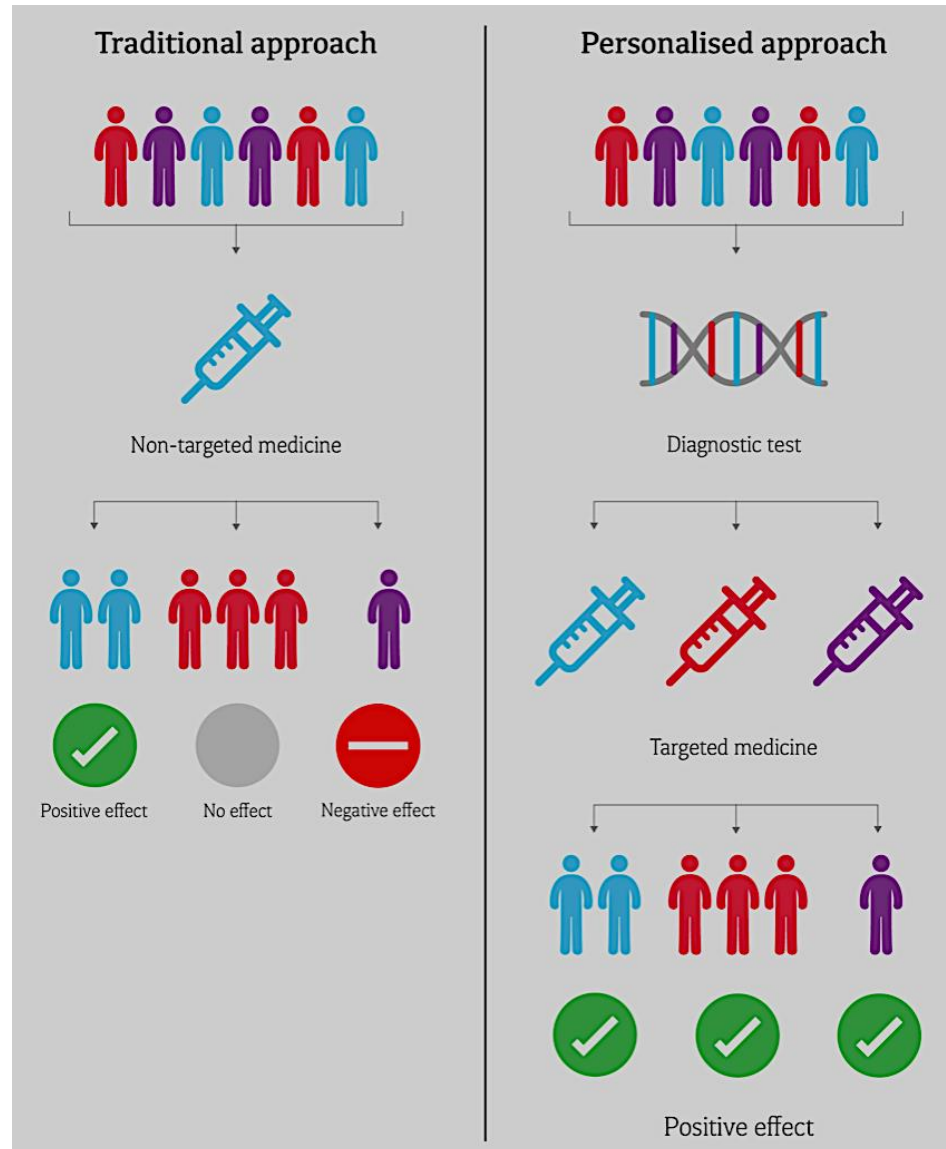 Traditional approach
Non-targeted medicine
Positive effect
No effect
Negative effect
Personalised approach
Diagnostic test
Targeted medicine
Positive effect